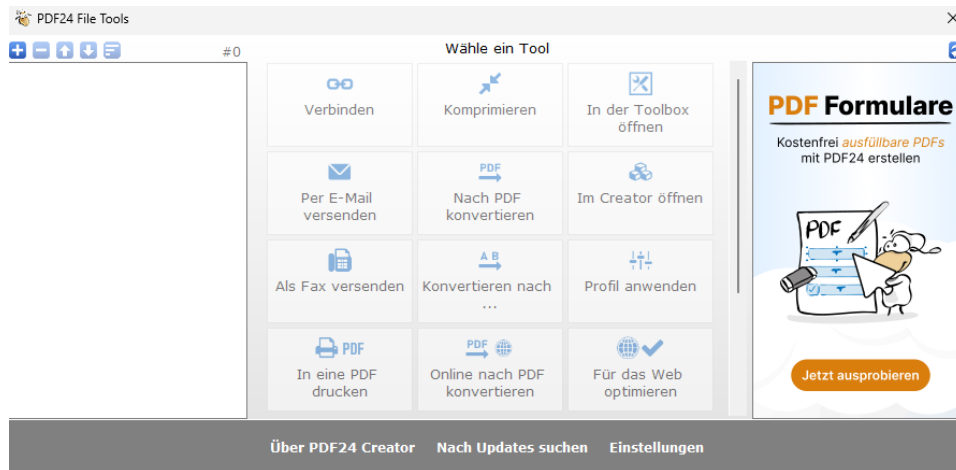 PDF24 File Tools
#0
Wähle ein Tool
Verbinden
Komprimieren
In der Toolbox
öffnen
Per E-Mail
versenden
PDF
Nach PDF
konvertieren
Im Creator öffnen
Als Fax versenden
A B
Konvertieren nach
...
Profil anwenden
PDF
In eine PDF
drucken
PDF
Online nach PDF
konvertieren
Für das Web
optimieren
PDF Formulare
Kostenfrei ausfüllbare PDFs
mit PDF24 erstellen
PDF
Jetzt ausprobieren
Über PDF24 Creator
Nach Updates suchen
Einstellungen